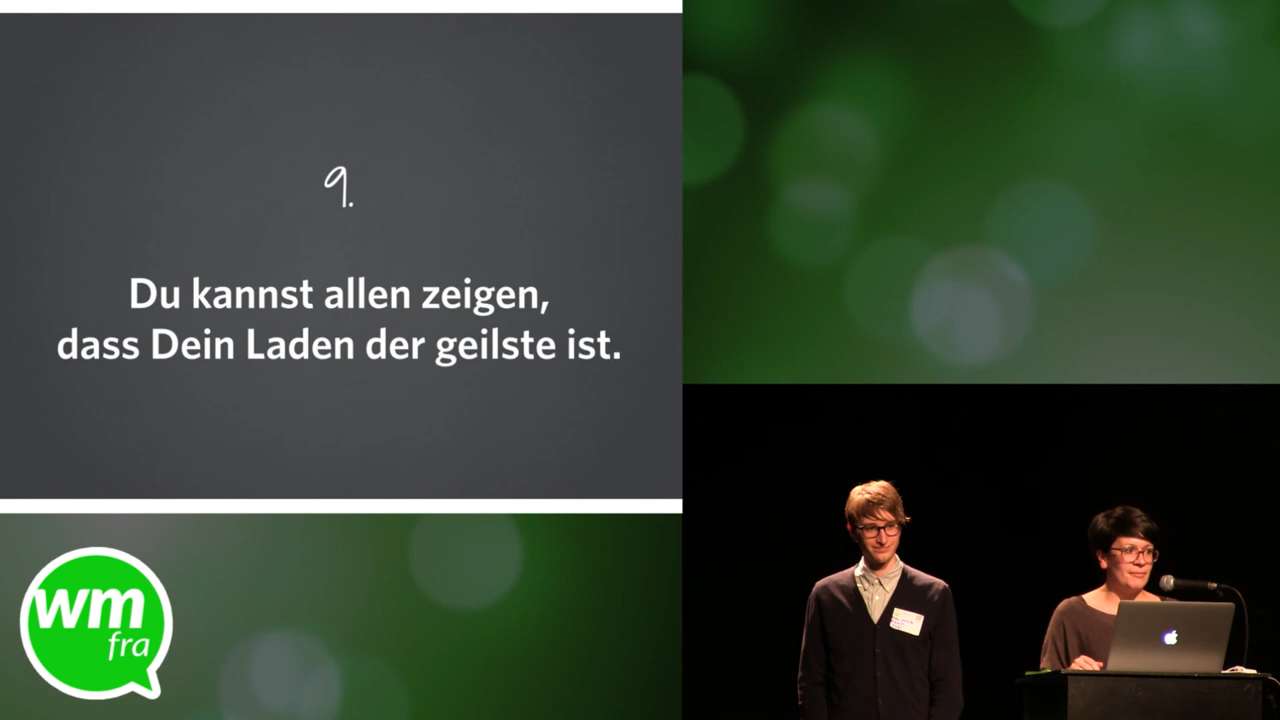 9.
Du kannst allen zeigen,
dass Dein Laden der geilste ist.
wm
fra